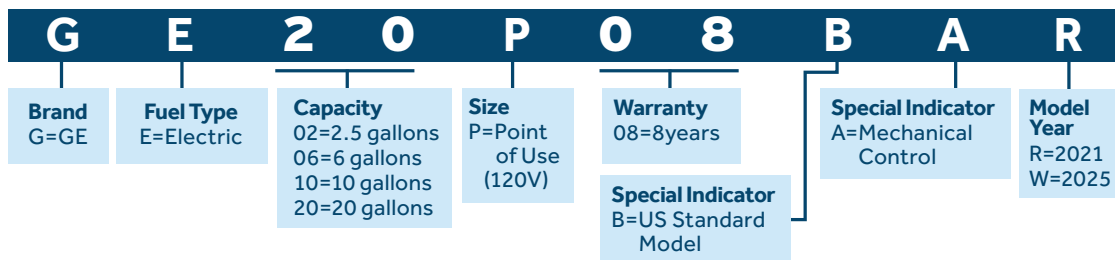 G E 2 0 P 0 8 B A R
Brand
G=GE
Fuel Type
E=Electric
Capacity
02=2.5 gallons
06=6 gallons
10=10 gallons
20=20 gallons
Size
P=Point
of Use
(120V)
Warranty
08=8years
Special Indicator
B=US Standard
Model
Special Indicator
A=Mechanical
Control
Model
Year
R=2021
W=2025